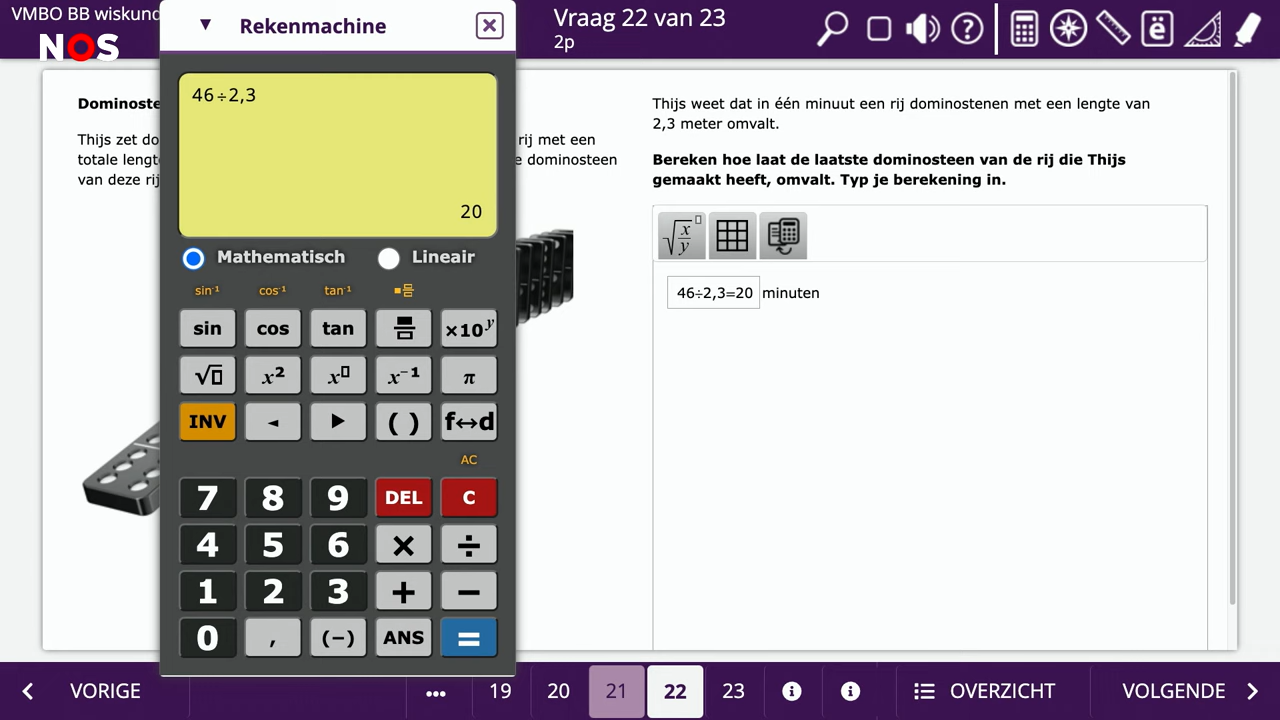 VMBO BB wiskund
NOS
Rekenmachine
Vraag 22 van 23
2p
46÷2,3
20
Mathematisch
Lineair
sin-1 cos-1 tan-1
sin cos tan ×10y
√ x2 x x−1 π
INV ( ) f↔d
AC
7 8 9 DEL C
4 5 6 × ÷
1 2 3 + −
0 , (−) ANS =
Dominoste
Thijs zet do
rij met een
totale lengt
e dominosteen
van deze rij
Thijs weet dat in één minuut een rij dominostenen met een lengte van
2,3 meter omvalt.
Bereken hoe laat de laatste dominosteen van de rij die Thijs
gemaakt heeft, omvalt. Typ je berekening in.
√x/y
46÷2,3=20 minuten
VORIGE ... 19 20 21 22 23 i i OVERZICHT VOLGENDE